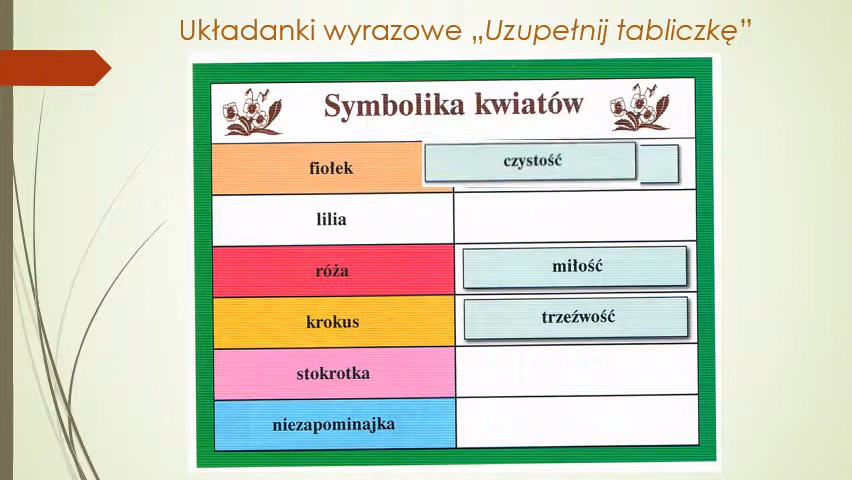 Układanki wyrazowe „Uzupełnij tabliczkę”
Symbolika kwiatów
fiołek czystość
lilia
róża miłość
krokus trzeźwość
stokrotka
niezapominajka